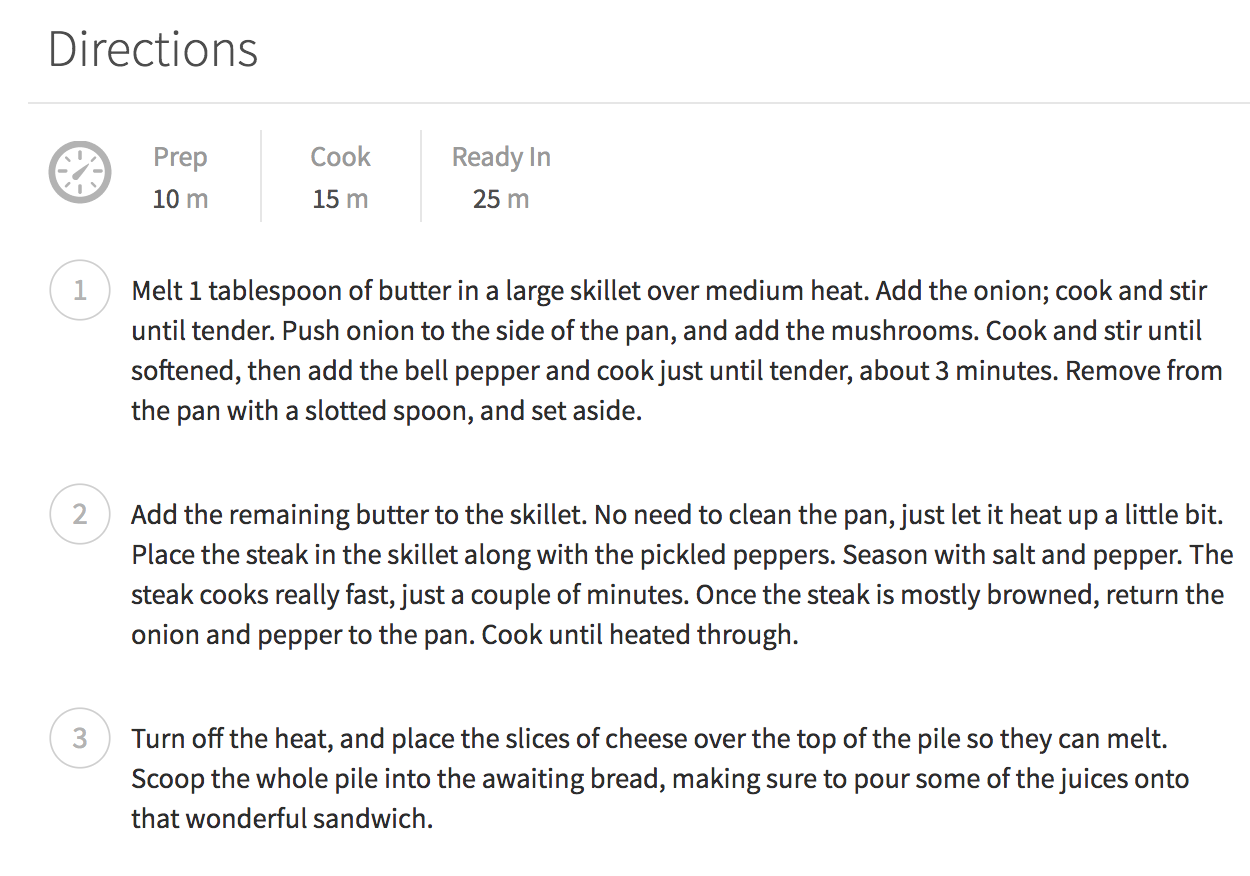 Directions
Prep
Cook
Ready In
10 m
15 m
25 m
1
Melt 1 tablespoon of butter in a large skillet over medium heat. Add the onion; cook and stir
until tender. Push onion to the side of the pan, and add the mushrooms. Cook and stir until
softened, then add the bell pepper and cook just until tender, about 3 minutes. Remove from
the pan with a slotted spoon, and set aside.
2
Add the remaining butter to the skillet. No need to clean the pan, just let it heat up a little bit.
Place the steak in the skillet along with the pickled peppers. Season with salt and pepper. The
steak cooks really fast, just a couple of minutes. Once the steak is mostly browned, return the
onion and pepper to the pan. Cook until heated through.
3
Turn off the heat, and place the slices of cheese over the top of the pile so they can melt.
Scoop the whole pile into the awaiting bread, making sure to pour some of the juices onto
that wonderful sandwich.